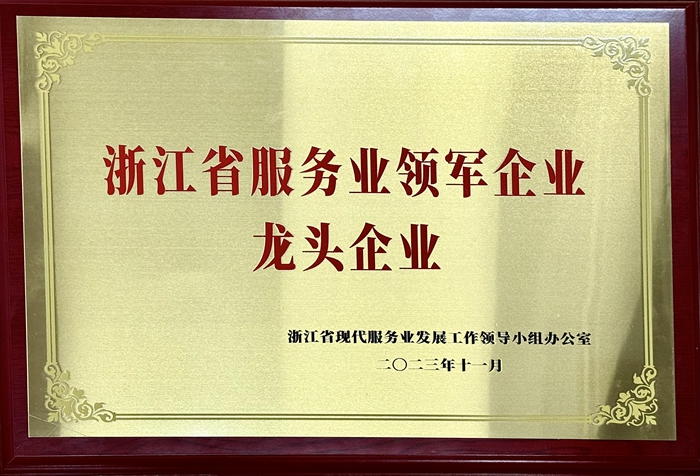 浙江省服务业领军企业
龙头企业
浙江省现代服务业发展工作领导小组办公室
二〇二三年十一月